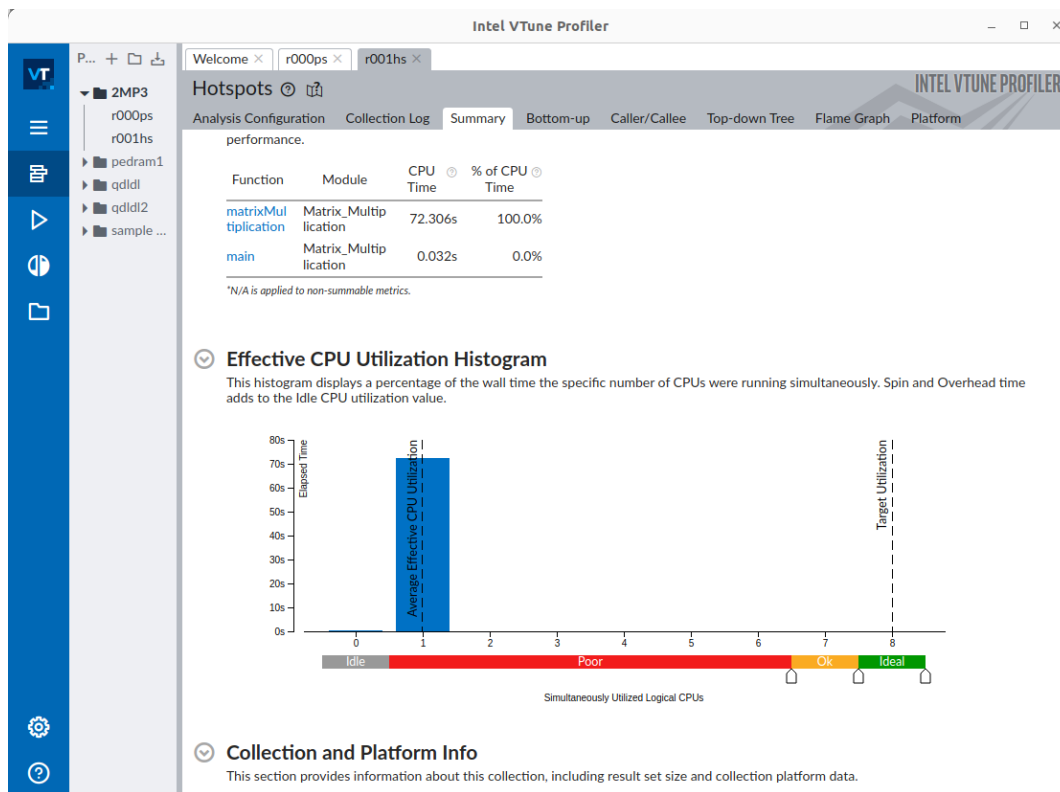 Intel VTune Profiler
VT
P...
2MP3
r000ps
r001hs
pedram1
qdldl
qdldl2
sample ...
Welcome
r000ps
r001hs
Hotspots
INTEL VTUNE PROFILER
Analysis Configuration Collection Log Summary Bottom-up Caller/Callee Top-down Tree Flame Graph Platform
performance.
Function Module CPU Time % of CPU Time
matrixMul
tiplication
Matrix_Multip
lication
72.306s 100.0%
main
Matrix_Multip
lication
0.032s 0.0%
*N/A is applied to non-summable metrics.
Effective CPU Utilization Histogram
This histogram displays a percentage of the wall time the specific number of CPUs were running simultaneously. Spin and Overhead time
adds to the Idle CPU utilization value.
80s
70s
60s
50s
40s
30s
20s
10s
0s
Elapsed Time
Average Effective CPU Utilization
Target Utilization
0 1 2 3 4 5 6 7 8
Idle Poor Ok Ideal
Simultaneously Utilized Logical CPUs
Collection and Platform Info
This section provides information about this collection, including result set size and collection platform data.